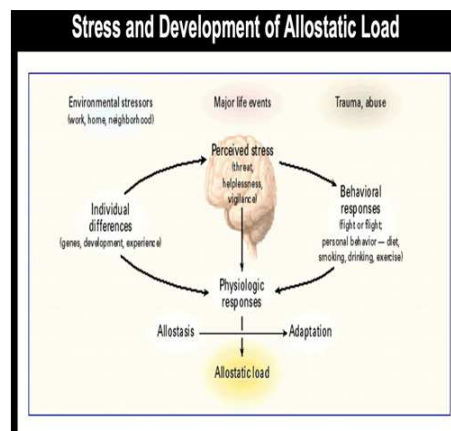 Stress and Development of Allostatic Load
Environmental stressors
(work, home, neighborhood)
Major life events
Trauma, abuse
Perceived stress
(threat,
helplessness,
vigilance)
Individual
differences
(genes, development, experience)
Behavioral
responses
(fight or flight;
personal behavior — diet,
smoking, drinking, exercise)
Physiologic
responses
Allostasis
Adaptation
Allostatic load